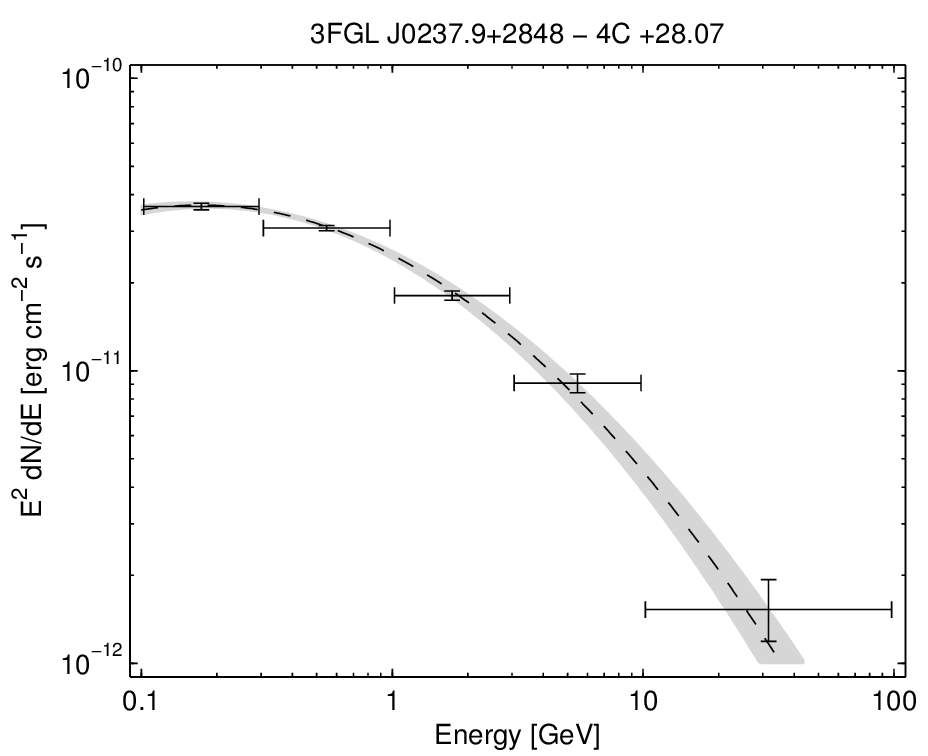 3FGL J0237.9+2848 − 4C +28.07
10⁻¹⁰
10⁻¹¹
10⁻¹²
E² dN/dE [erg cm⁻² s⁻¹]
0.1 1 10 100
Energy [GeV]